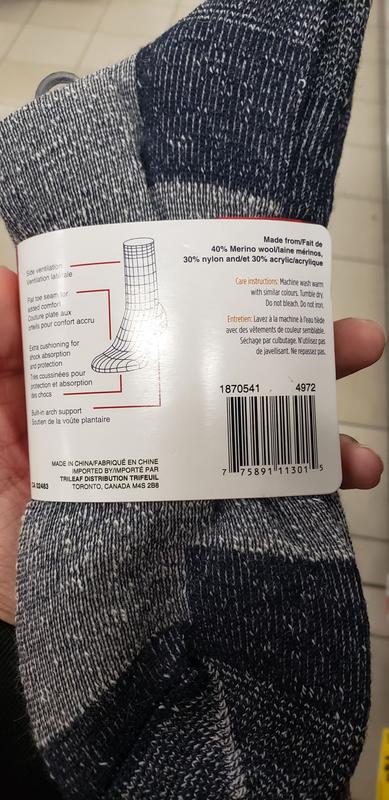 Made from/Fait de
40% Merino wool/laine mérinos,
30% nylon and/et 30% acrylic/acrylique
Care instructions: Machine wash warm
with similar colours. Tumble dry.
Do not bleach. Do not iron.
Entretien: Lavez à la machine à l'eau tiède
avec des vêtements de couleur semblable.
Séchage par culbutage. N'utilisez pas
de javellisant. Ne repassez pas.
Side ventilation
Ventilation latérale
Flat toe seam for
added comfort
Couture plate aux
orteils pour confort accru
Extra cushioning for
shock absorption
and protection
Très coussinées pour
protection et absorption
des chocs
Built-in arch support
Soutien de la voûte plantaire
1870541 4972
7 75891 11301 5
MADE IN CHINA/FABRIQUÉ EN CHINE
IMPORTED BY/IMPORTÉ PAR
TRILEAF DISTRIBUTION TRIFEUIL
TORONTO, CANADA M4S 2B8
CA 02483